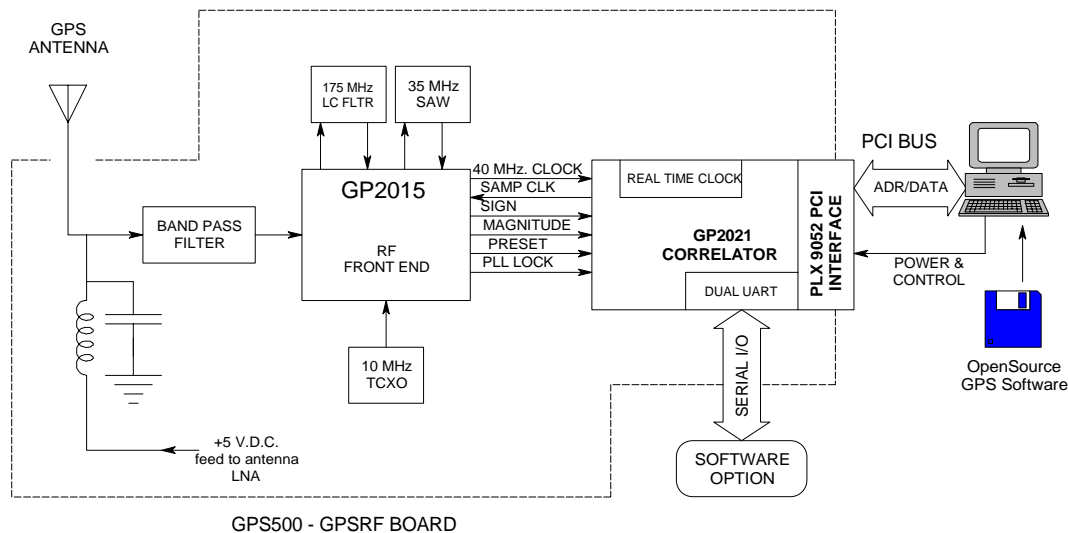 GPS
ANTENNA
175 MHz
LC FLTR
35 MHz
SAW
GP2015
RF
FRONT END
BAND PASS
FILTER
40 MHz. CLOCK
SAMP CLK
SIGN
MAGNITUDE
PRESET
PLL LOCK
REAL TIME CLOCK
GP2021
CORRELATOR
DUAL UART
PLX 9052 PCI
INTERFACE
PCI BUS
ADR/DATA
POWER &
CONTROL
OpenSource
GPS Software
10 MHz
TCXO
SERIAL I/O
SOFTWARE
OPTION
+5 V.D.C.
feed to antenna
LNA
GPS500 - GPSRF BOARD